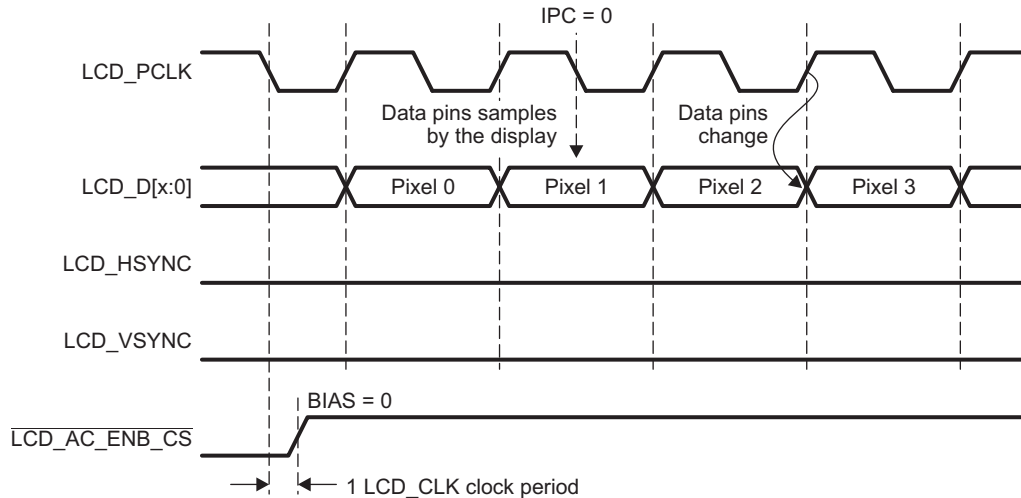 IPC = 0
LCD_PCLK
Data pins samples
by the display
Data pins
change
LCD_D[x:0]
Pixel 0
Pixel 1
Pixel 2
Pixel 3
LCD_HSYNC
LCD_VSYNC
BIAS = 0
LCD_AC_ENB_CS
1 LCD_CLK clock period